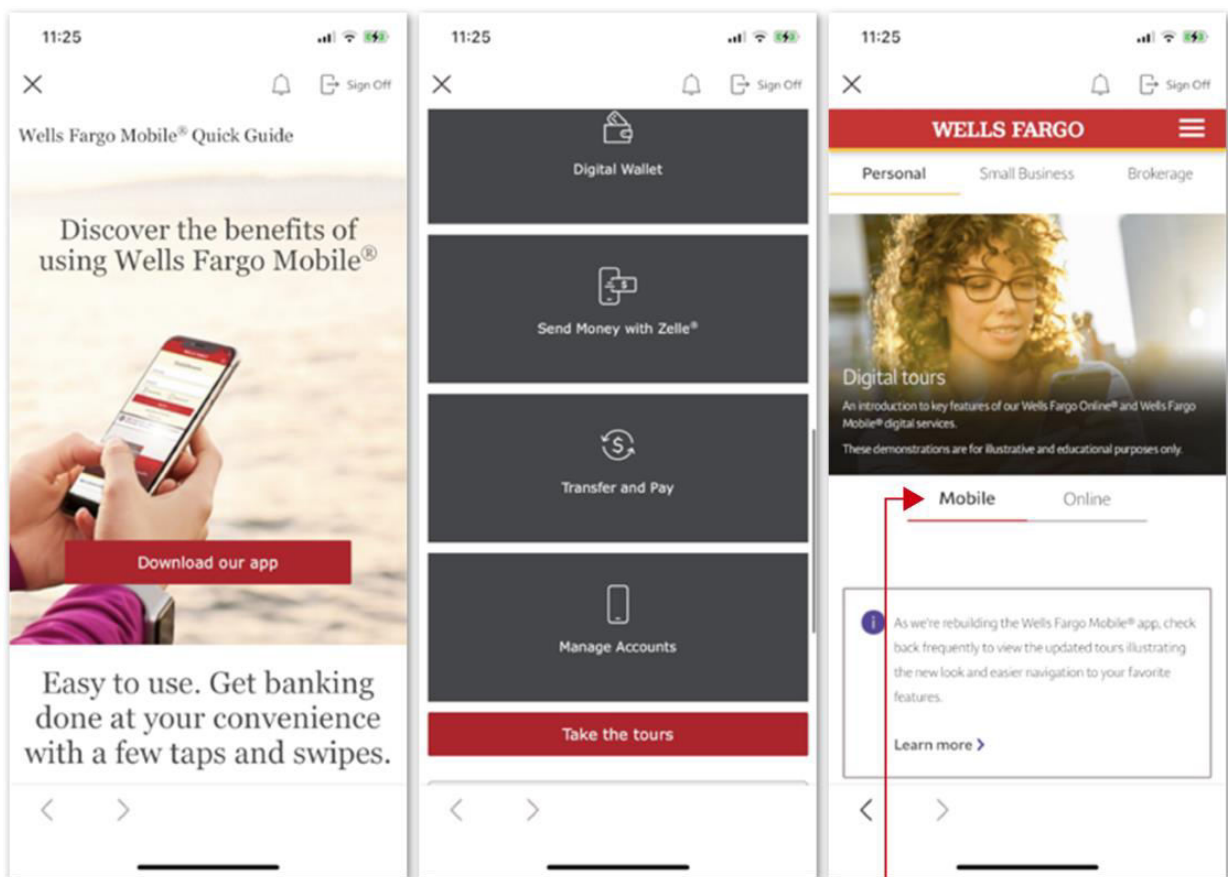 11:25
Sign Off
Wells Fargo Mobile® Quick Guide
Discover the benefits of
using Wells Fargo Mobile®
Download our app
Easy to use. Get banking
done at your convenience
with a few taps and swipes.
11:25
Sign Off
Digital Wallet
Send Money with Zelle®
Transfer and Pay
Manage Accounts
Take the tours
11:25
Sign Off
WELLS FARGO
Personal Small Business Brokerage
Digital tours
An introduction to key features of our Wells Fargo Online® and Wells Fargo
Mobile® digital services.
These demonstrations are for illustrative and educational purposes only.
Mobile Online
As we're rebuilding the Wells Fargo Mobile® app, check
back frequently to view the updated tours illustrating
the new look and easier navigation to your favorite
features.
Learn more